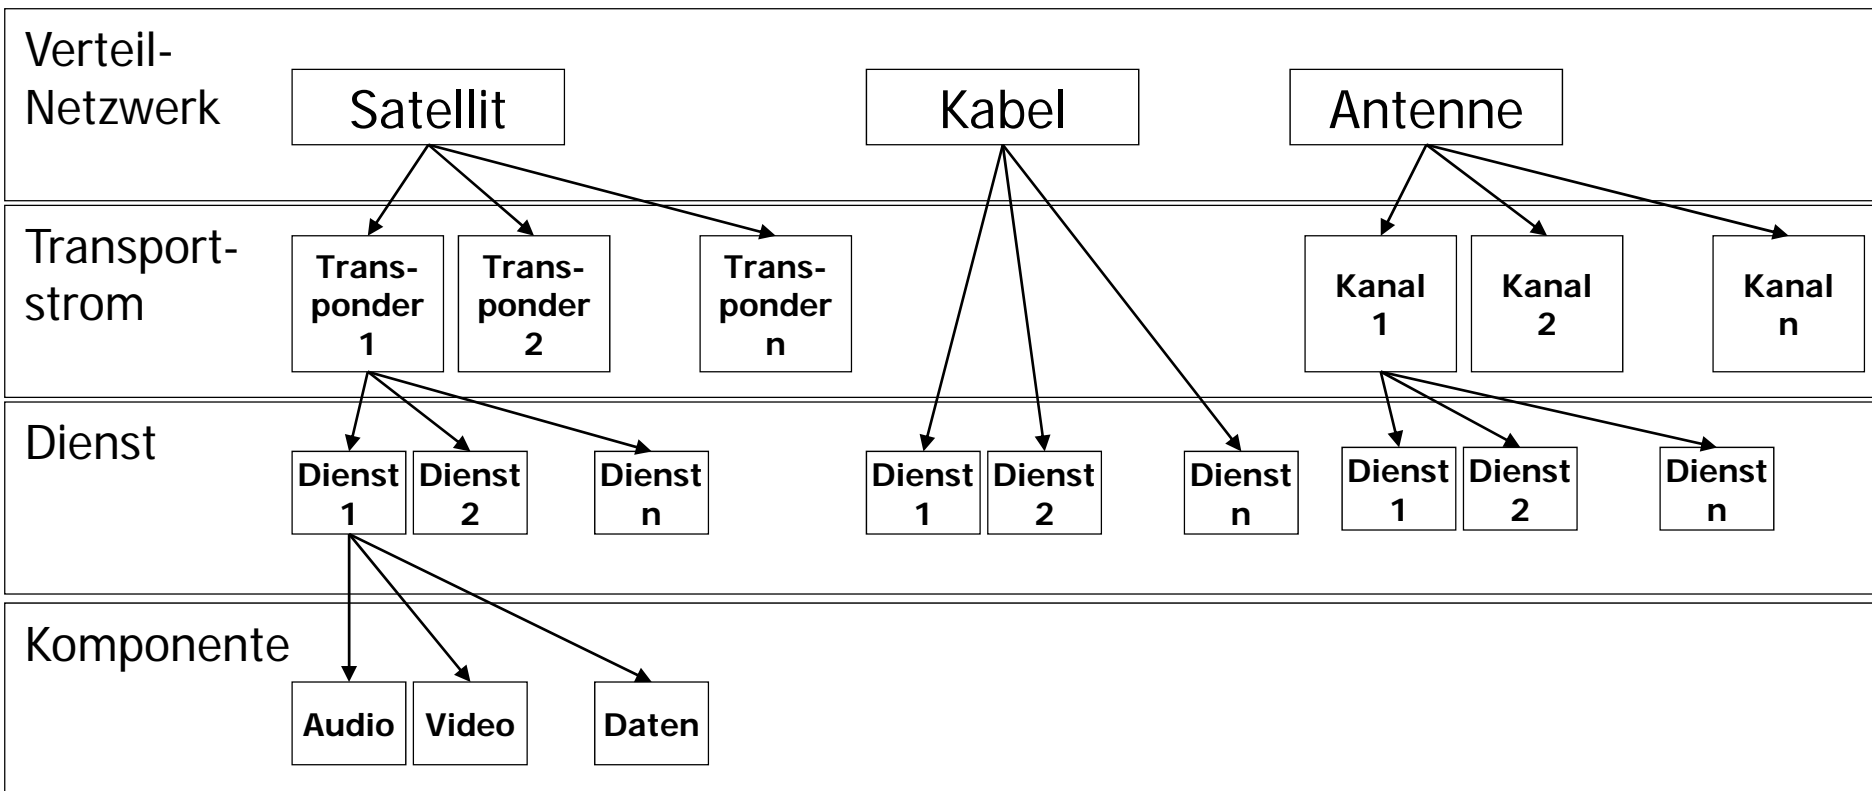 Verteil-
Netzwerk
Satellit
Kabel
Antenne
Transport-
strom
Trans-
ponder
1
Trans-
ponder
2
Trans-
ponder
n
Kanal
1
Kanal
2
Kanal
n
Dienst
Dienst
1
Dienst
2
Dienst
n
Dienst
1
Dienst
2
Dienst
n
Dienst
1
Dienst
2
Dienst
n
Komponente
Audio
Video
Daten